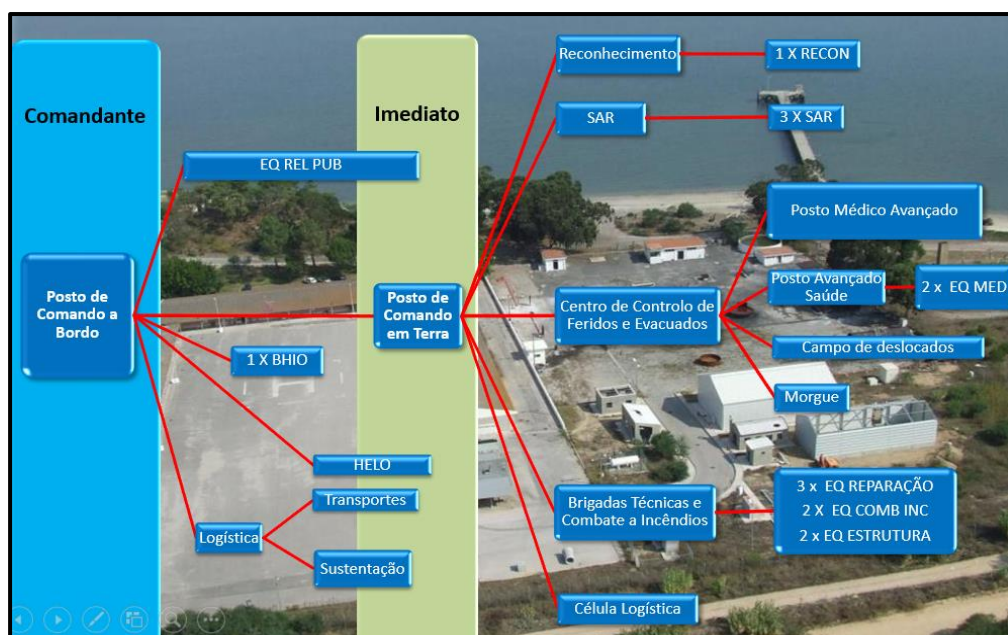 Comandante
Imediato
EQ REL PUB
Posto de
Comando a
Bordo
1 X BHIO
HELO
Logística
Transportes
Sustentação
Posto de
Comando
em Terra
Reconhecimento
1 X RECON
SAR
3 X SAR
Centro de Controlo de
Feridos e Evacuados
Posto Médico Avançado
Posto Avançado
Saúde
2 x EQ MED
Campo de deslocados
Morgue
Brigadas Técnicas e
Combate a Incêndios
3 x EQ REPARAÇÃO
2 X EQ COMB INC
2 x EQ ESTRUTURA
Célula Logística